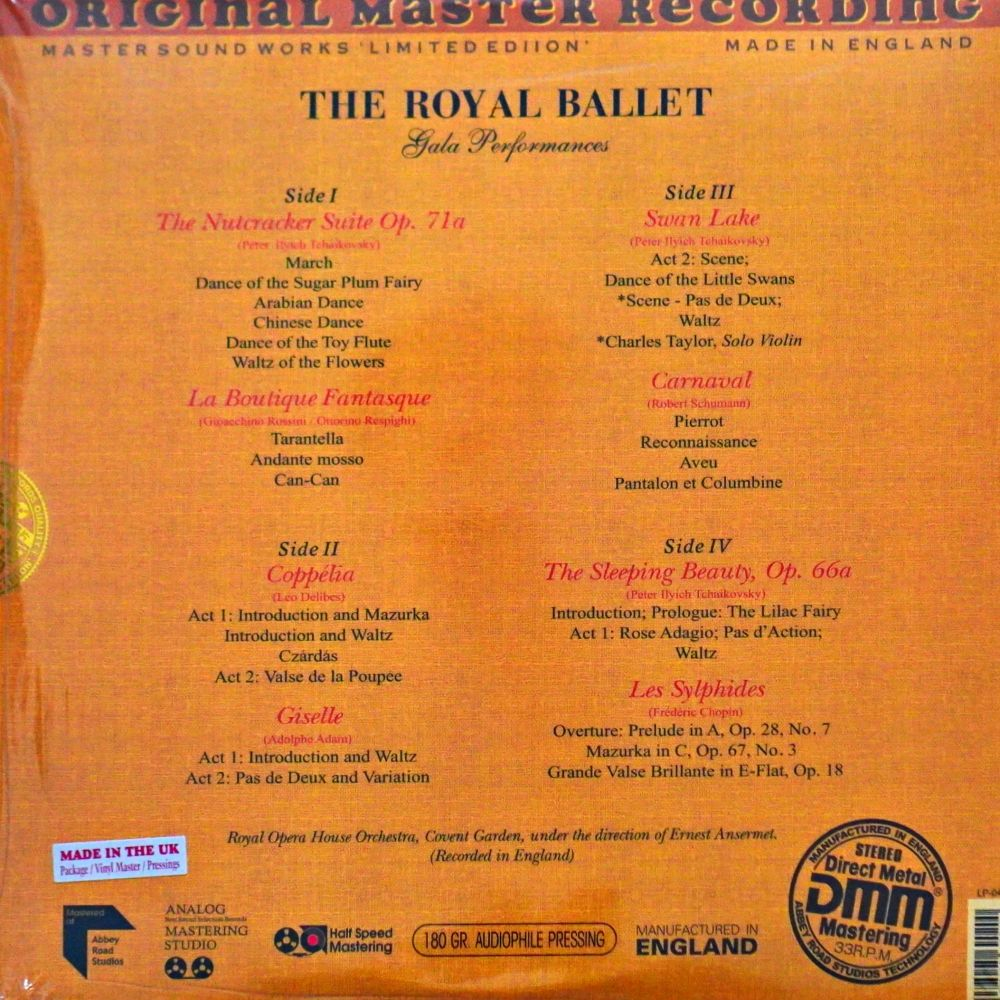 ORIGINAL MASTER RECORDING
MASTER SOUND WORKS 'LIMITED EDIION'
MADE IN ENGLAND
THE ROYAL BALLET
Gala Performances
Side I
The Nutcracker Suite Op. 71a
(Peter Ilyich Tchaikovsky)
March
Dance of the Sugar Plum Fairy
Arabian Dance
Chinese Dance
Dance of the Toy Flute
Waltz of the Flowers
La Boutique Fantasque
(Gioacchino Rossini / Ottorino Respighi)
Tarantella
Andante mosso
Can-Can
Side II
Coppélia
(Leo Delibes)
Act 1: Introduction and Mazurka
Introduction and Waltz
Czárdás
Act 2: Valse de la Poupee
Giselle
(Adolphe Adam)
Act 1: Introduction and Waltz
Act 2: Pas de Deux and Variation
Side III
Swan Lake
(Peter Ilyich Tchaikovsky)
Act 2: Scene;
Dance of the Little Swans
*Scene - Pas de Deux;
Waltz
*Charles Taylor, Solo Violin
Carnaval
(Robert Schumann)
Pierrot
Reconnaissance
Aveu
Pantalon et Columbine
Side IV
The Sleeping Beauty, Op. 66a
(Peter Ilyich Tchaikovsky)
Introduction; Prologue: The Lilac Fairy
Act 1: Rose Adagio; Pas d'Action;
Waltz
Les Sylphides
(Fréderic Chopin)
Overture: Prelude in A, Op. 28, No. 7
Mazurka in C, Op. 67, No. 3
Grande Valse Brillante in E-Flat, Op. 18
Royal Opera House Orchestra, Covent Garden, under the direction of Ernest Ansermet.
(Recorded in England)
MADE IN THE UK
Package / Vinyl Master / Pressings
Mastered
at
Abbey
Road
Studios
ANALOG
MASTERING
STUDIO
Half Speed
Mastering
180 GR. AUDIOPHILE PRESSING
MANUFACTURED IN
ENGLAND
MANUFACTURED IN ENGLAND
STEREO
Direct Metal
DMM®
Mastering
33R.P.M.
ABBEY ROAD STUDIOS TECHNOLOGY